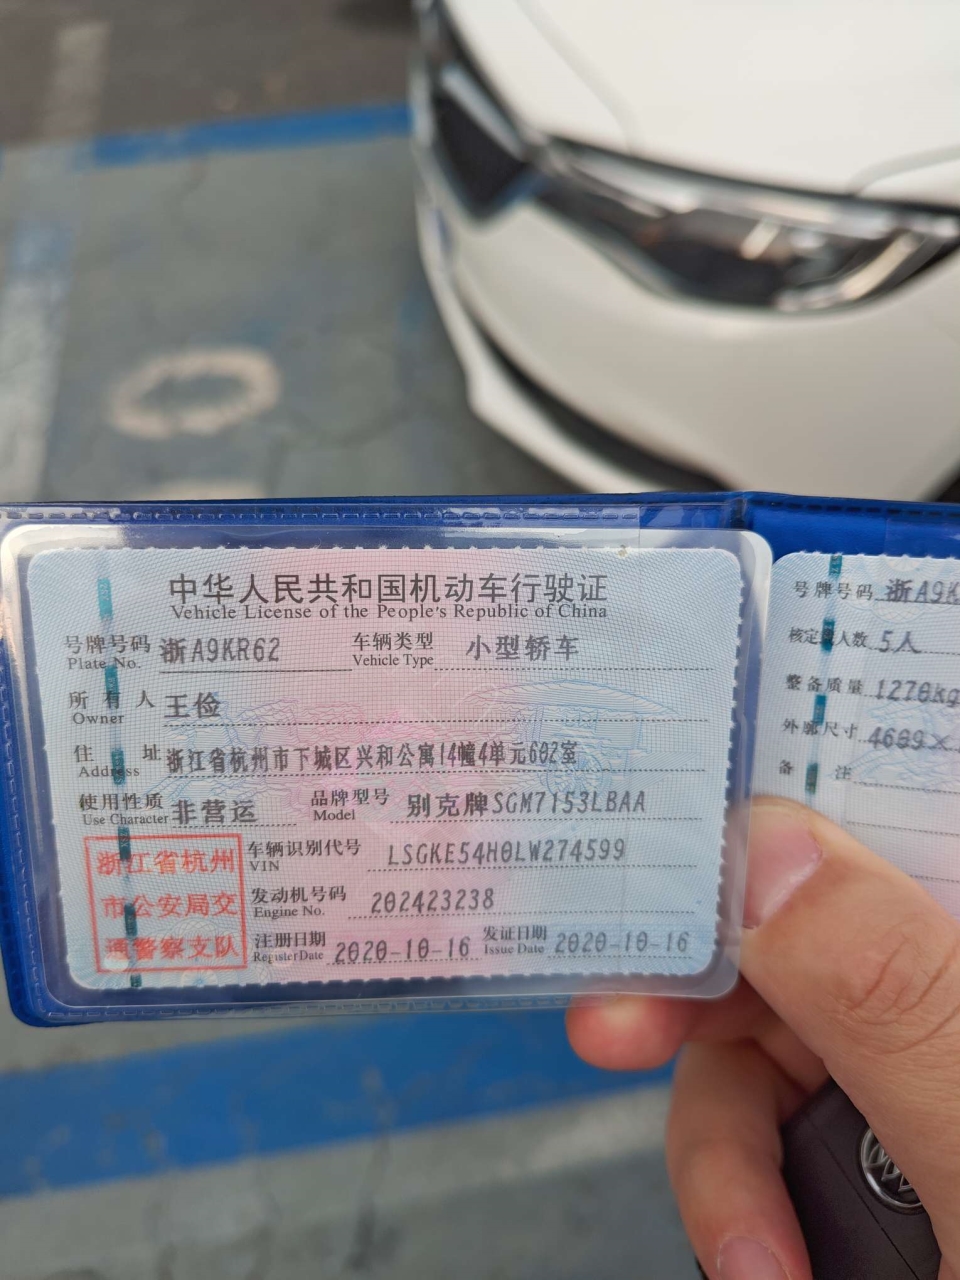 中华人民共和国机动车行驶证
Vehicle License of the People's Republic of China
号牌号码 浙A9KR62 车辆类型 小型轿车
Plate No. Vehicle Type
所有人 王俭
Owner
住址 浙江省杭州市下城区兴和公寓14幢4单元602室
Address
使用性质 非营运 品牌型号 别克牌SGM7153LBAA
Use Character Model
浙江省杭州
市公安局交
通警察支队
车辆识别代号 LSGKE54H0LW274599
VIN
发动机号码 202423238
Engine No.
注册日期 2020-10-16 发证日期 2020-10-16
Register Date Issue Date
号牌号码 浙A9K
核定人数 5人
整备质量 1270kg
外廓尺寸 4609×
备注